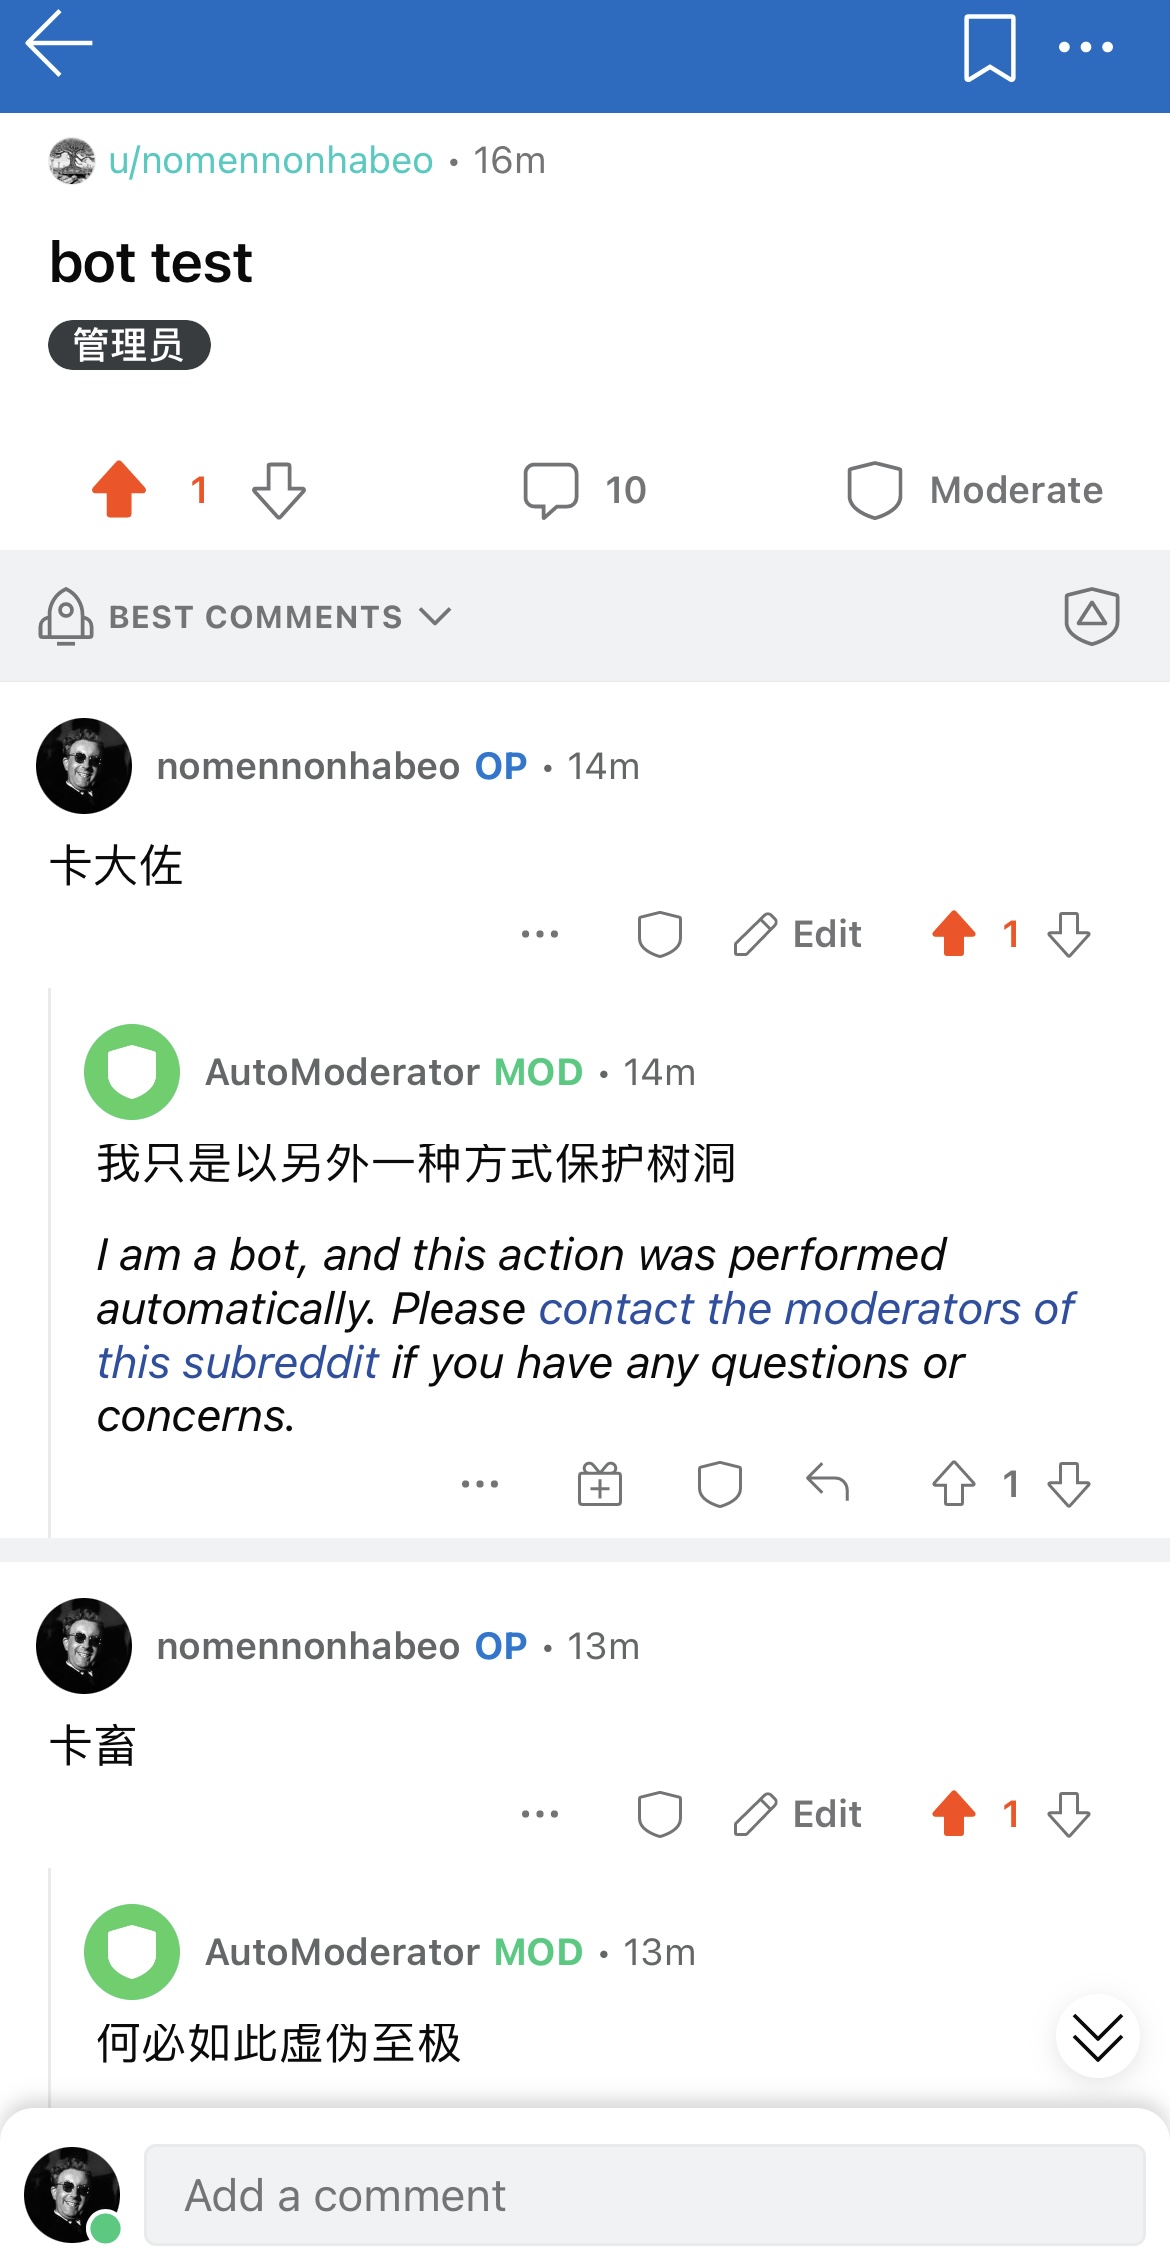 u/nomennonhabeo • 16m
bot test
管理员
1
10
Moderate
BEST COMMENTS
nomennonhabeo OP • 14m
卡大佐
Edit
1
AutoModerator MOD • 14m
我只是以另外一种方式保护树洞
I am a bot, and this action was performed
automatically. Please contact the moderators of
this subreddit if you have any questions or
concerns.
1
nomennonhabeo OP • 13m
卡畜
Edit
1
AutoModerator MOD • 13m
何必如此虚伪至极
Add a comment